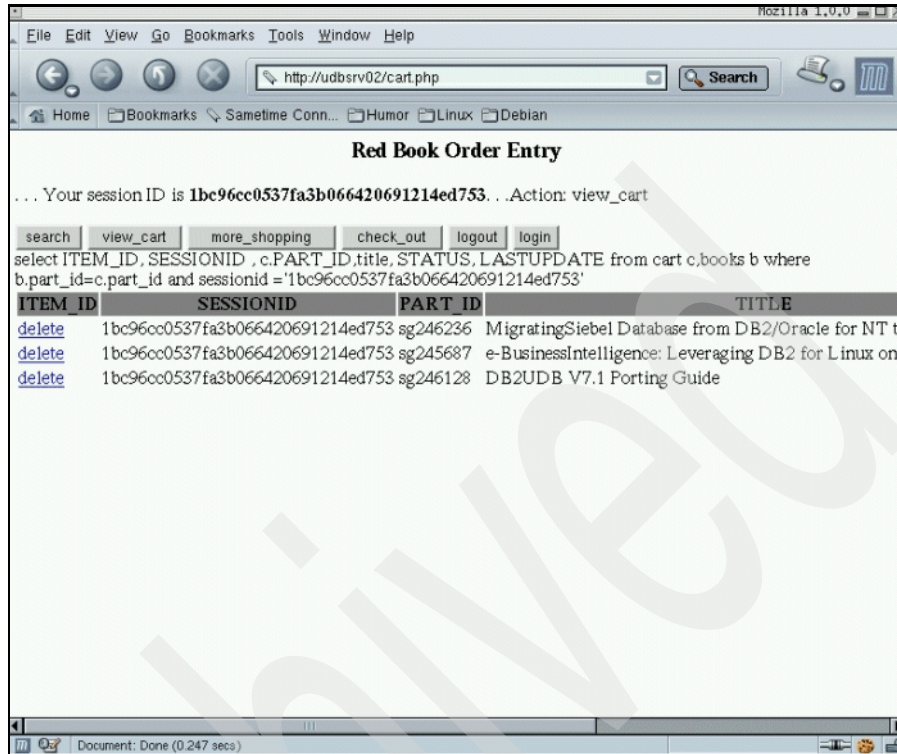 Mozilla 1.0.0
File Edit View Go Bookmarks Tools Window Help
http://udbsrv02/cart.php Search
Home Bookmarks Sametime Conn... Humor Linux Debian
Red Book Order Entry
. . . Your session ID is 1bc96cc0537fa3b066420691214ed753. . .Action: view_cart
search view_cart more_shopping check_out logout login
select ITEM_ID, SESSIONID , c.PART_ID,title, STATUS, LASTUPDATE from cart c,books b where
b.part_id=c.part_id and sessionid ='1bc96cc0537fa3b066420691214ed753'
ITEM_ID SESSIONID PART_ID TITLE
delete 1bc96cc0537fa3b066420691214ed753 sg246236 MigratingSiebel Database from DB2/Oracle for NT t
delete 1bc96cc0537fa3b066420691214ed753 sg245687 e-BusinessIntelligence: Leveraging DB2 for Linux on
delete 1bc96cc0537fa3b066420691214ed753 sg246128 DB2UDB V7.1 Porting Guide
hived
Document: Done (0.247 secs)